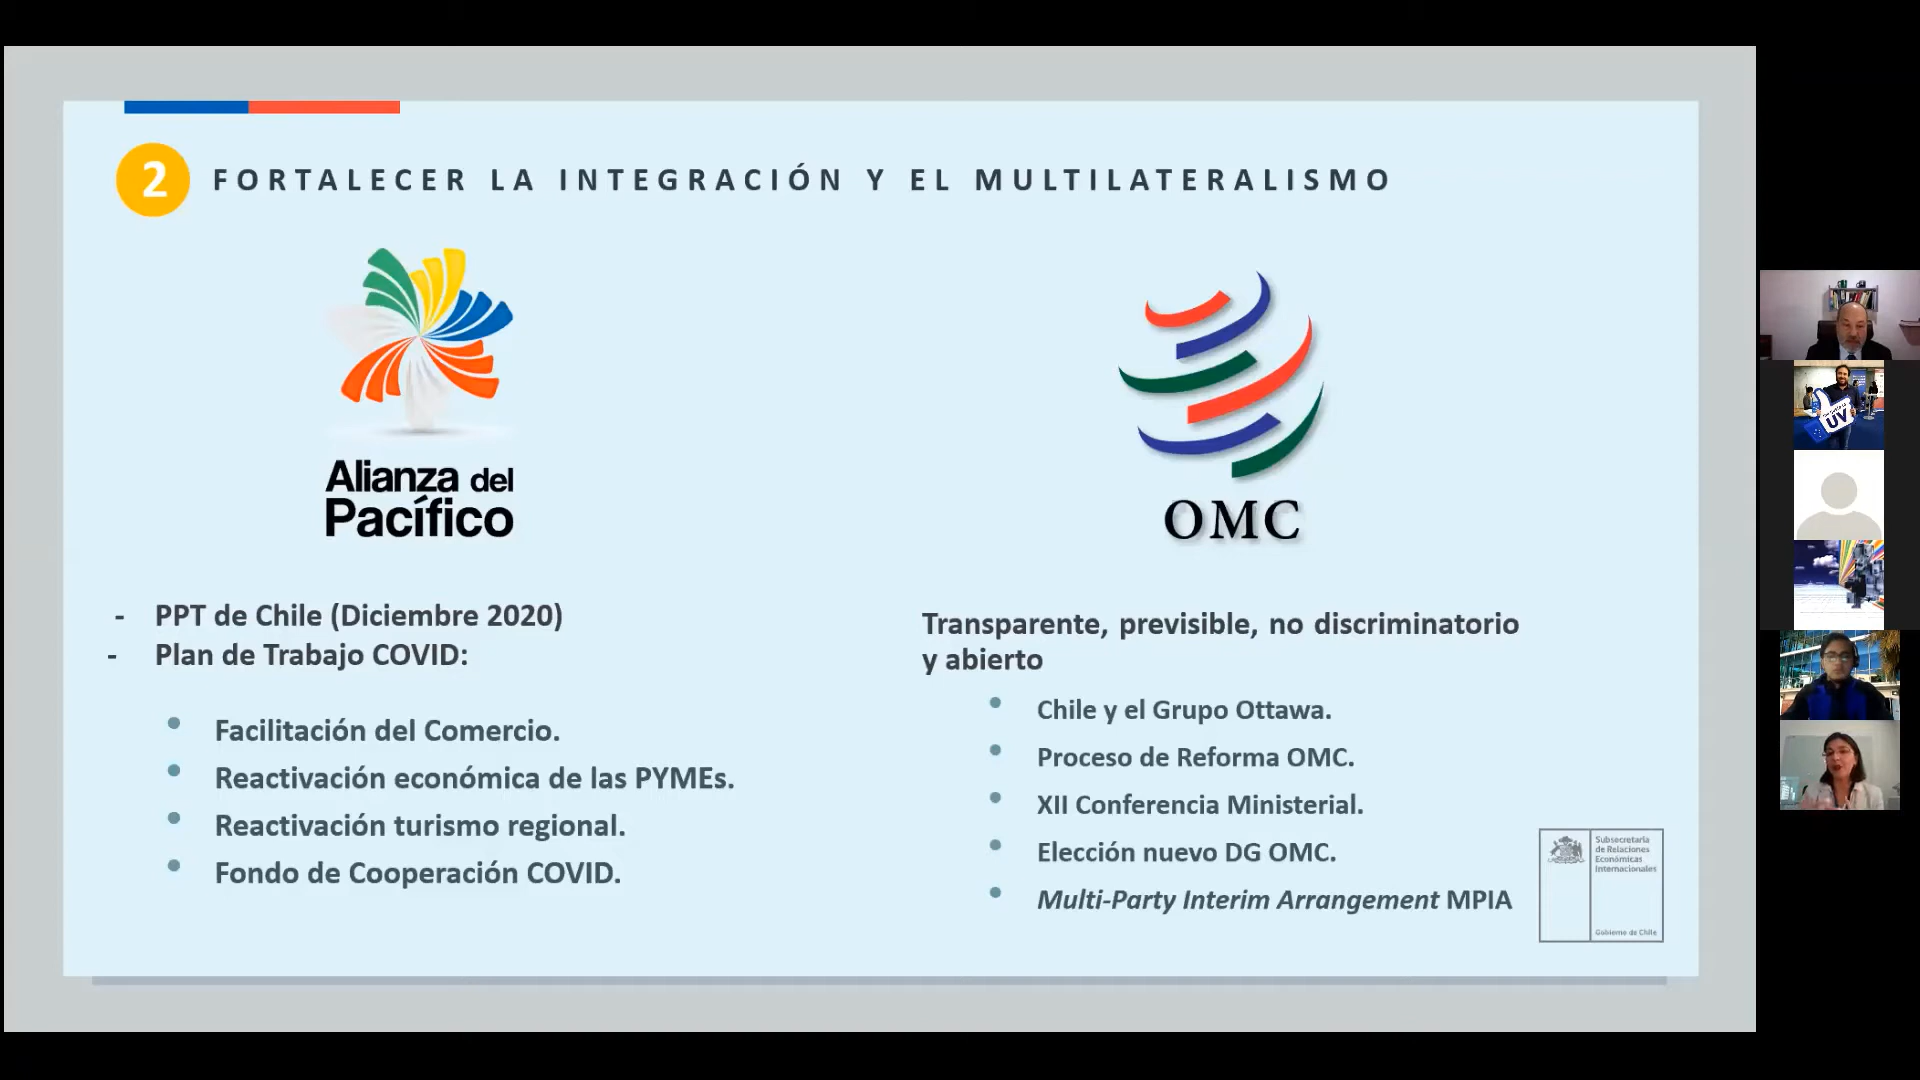 2
FORTALECER LA INTEGRACIÓN Y EL MULTILATERALISMO
Alianza del
Pacífico
- PPT de Chile (Diciembre 2020)
- Plan de Trabajo COVID:
• Facilitación del Comercio.
• Reactivación económica de las PYMEs.
• Reactivación turismo regional.
• Fondo de Cooperación COVID.
OMC
Transparente, previsible, no discriminatorio
y abierto
• Chile y el Grupo Ottawa.
• Proceso de Reforma OMC.
• XII Conferencia Ministerial.
• Elección nuevo DG OMC.
• Multi-Party Interim Arrangement MPIA
Subsecretaría
de Relaciones
Económicas
Internacionales
Gobierno de Chile
UV